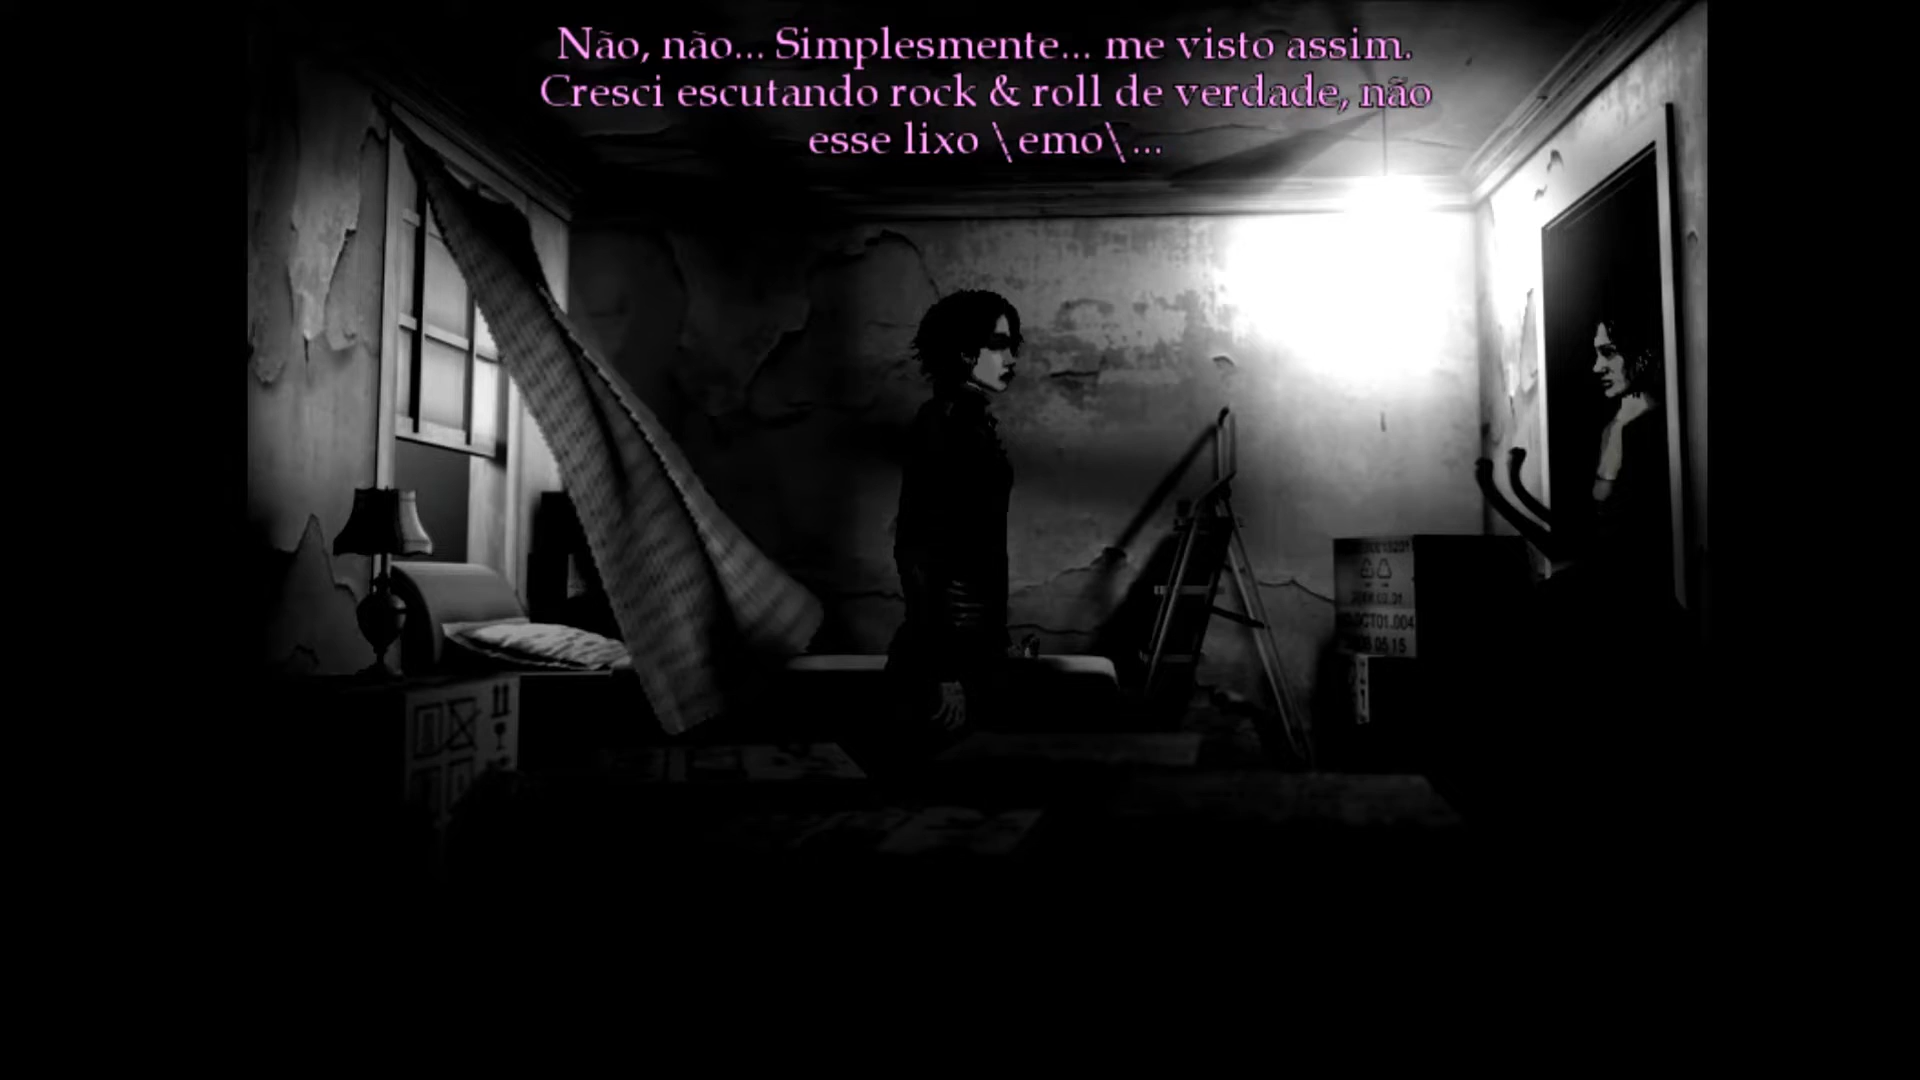 Não, não... Simplesmente... me visto assim.
Cresci escutando rock & roll de verdade, não
esse lixo \emo\...